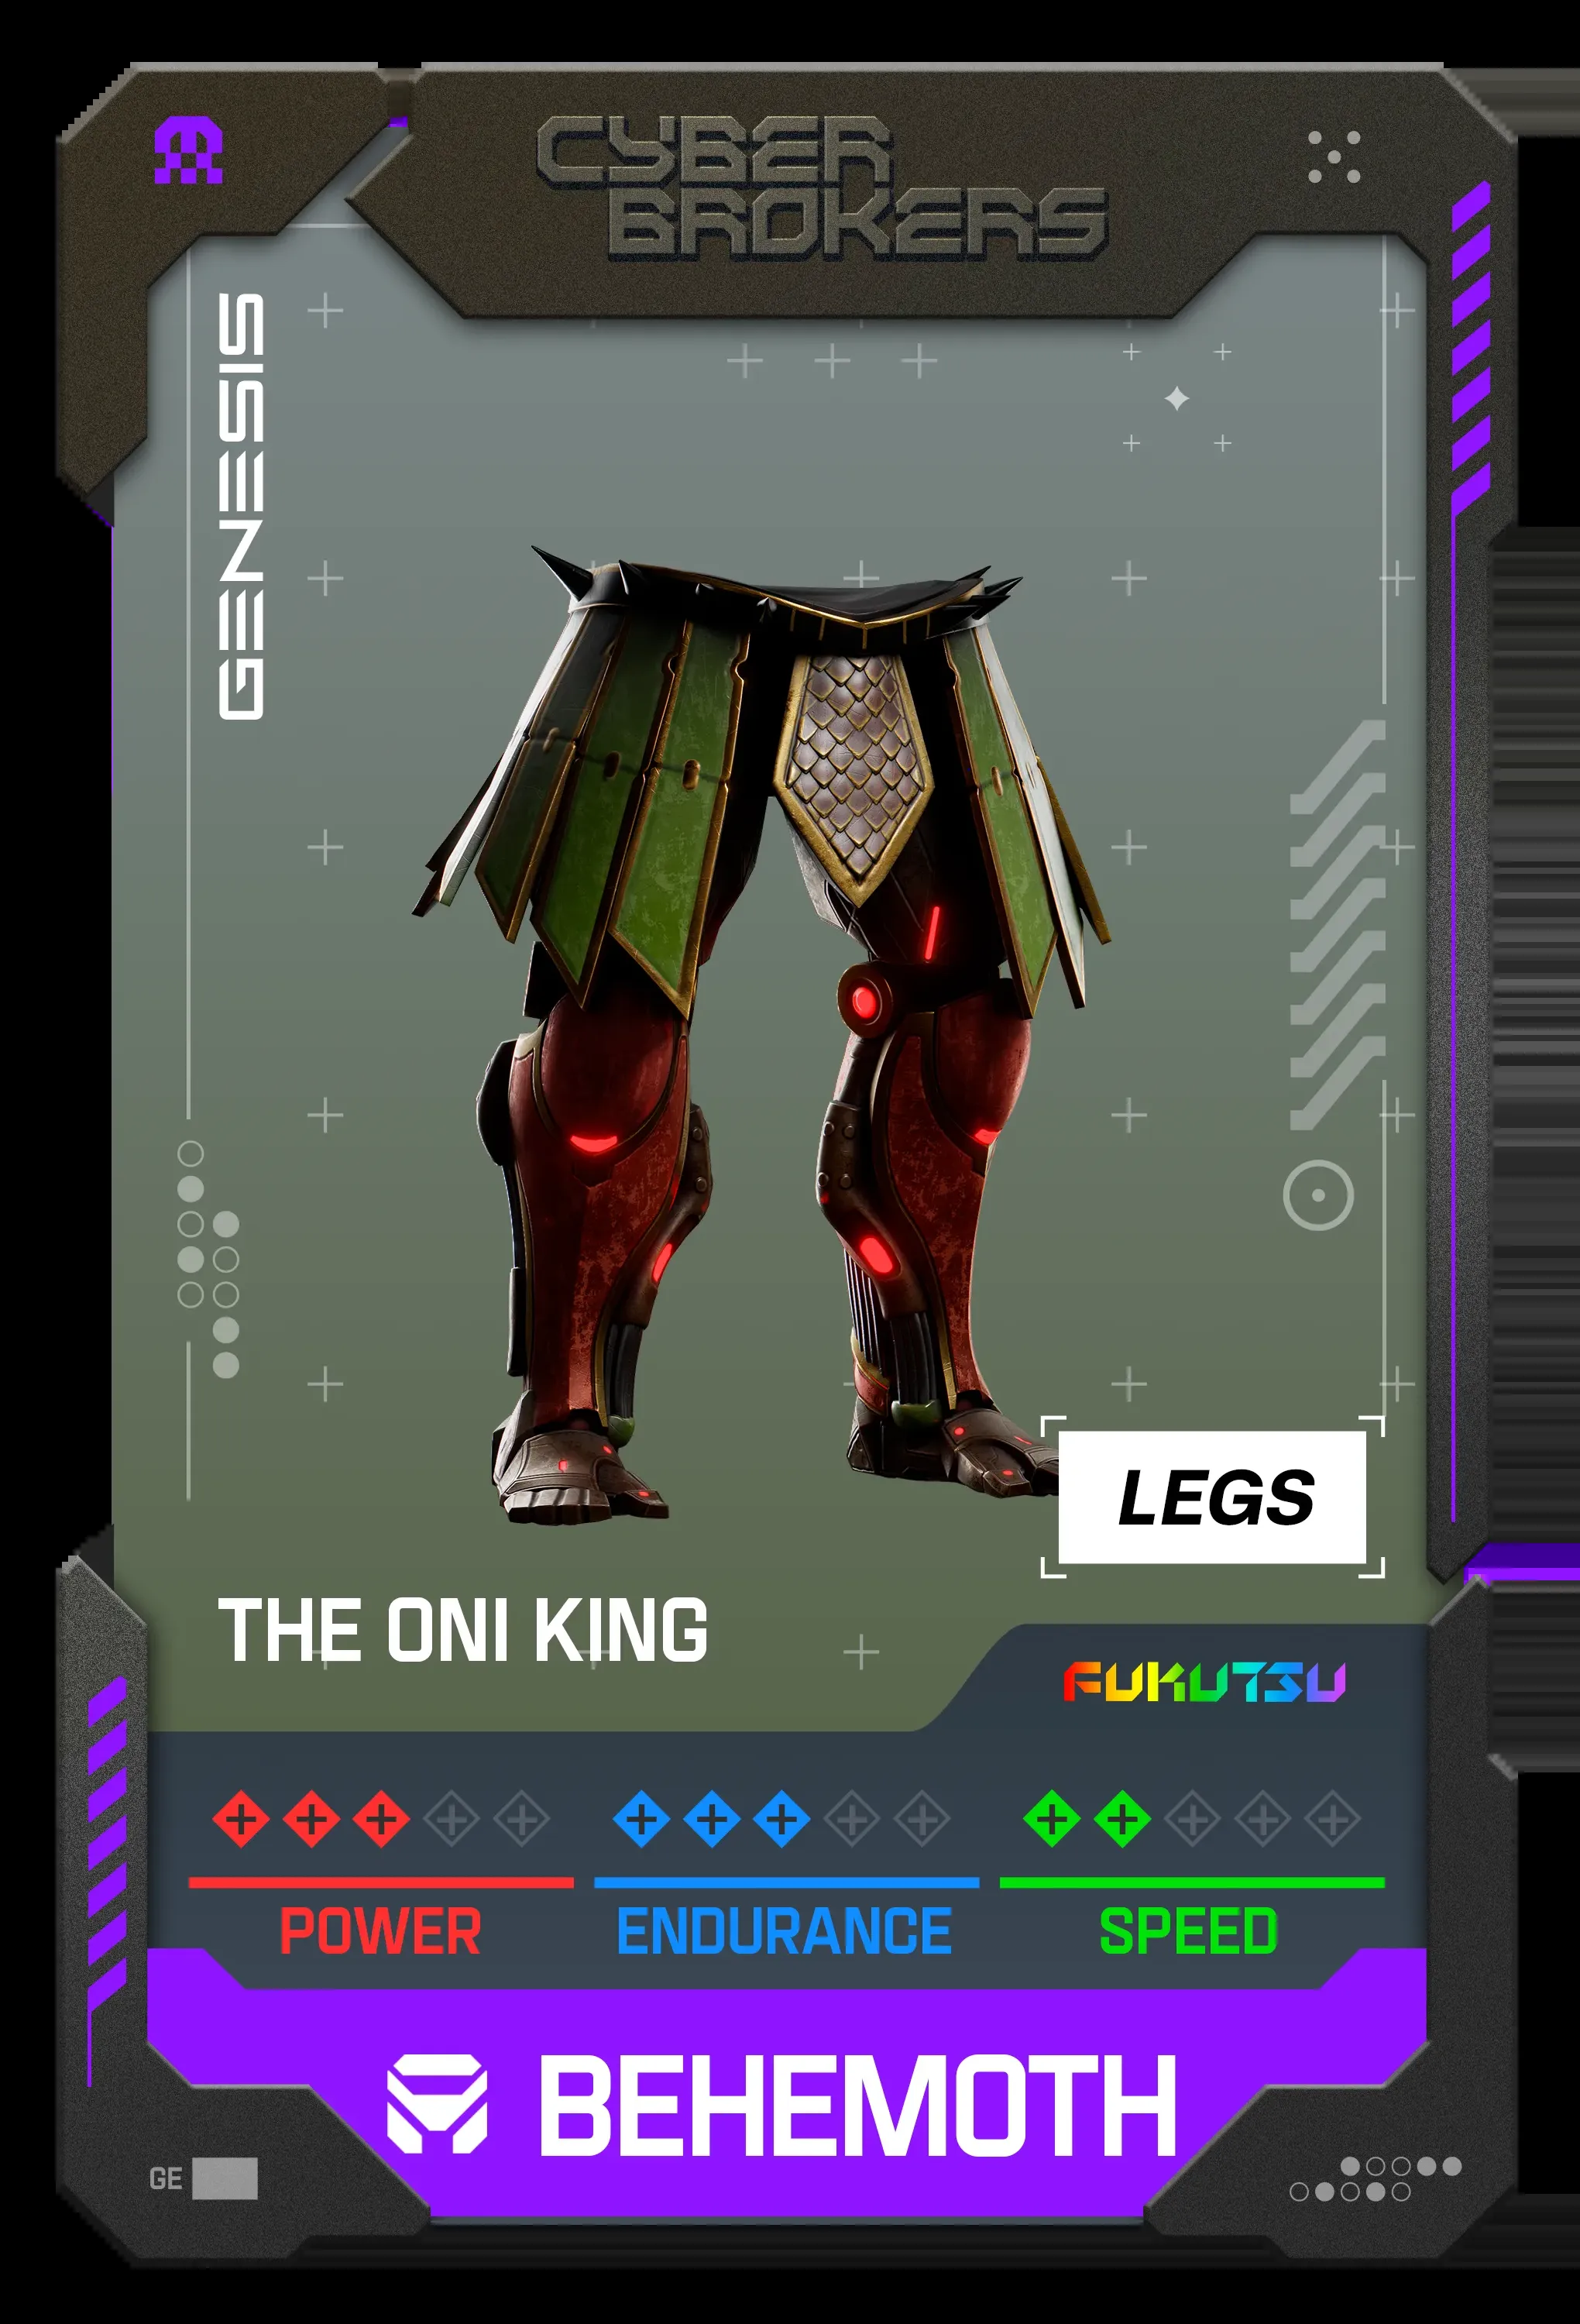 CYBER
BROKERS
GENESIS
LEGS
THE ONI KING
FUKUTSU
POWER
ENDURANCE
SPEED
BEHEMOTH
GE